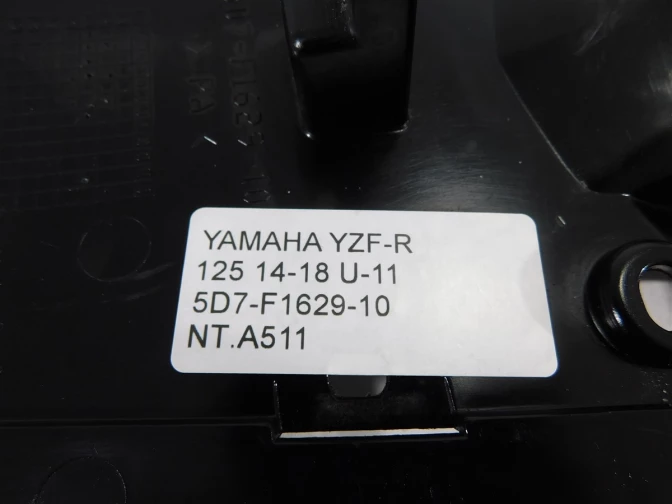 YAMAHA YZF-R
125 14-18 U-11
5D7-F1629-10
NT.A511